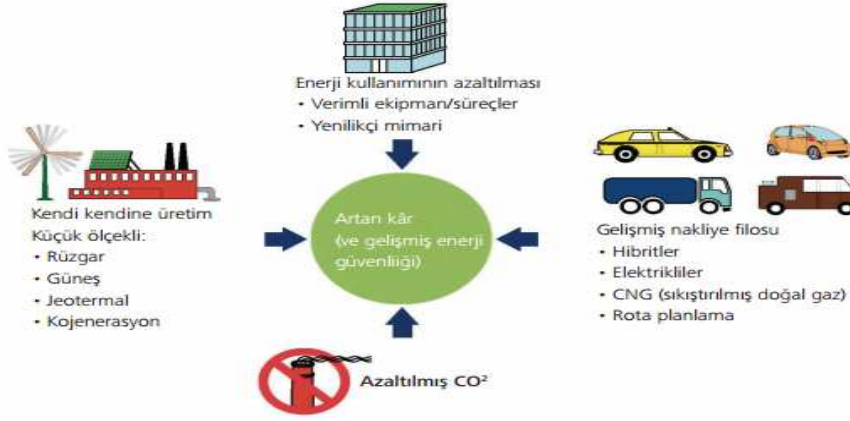 Enerji kullanımının azaltılması
• Verimli ekipman/süreçler
• Yenilikçi mimari
Kendi kendine üretim
Küçük ölçekli:
• Rüzgar
• Güneş
• Jeotermal
• Kojenerasyon
Artan kâr
(ve gelişmiş enerji
güvenliiği)
Gelişmiş nakliye filosu
• Hibritler
• Elektrikliler
• CNG (sıkıştırılmış doğal gaz)
• Rota planlama
Azaltılmış CO²